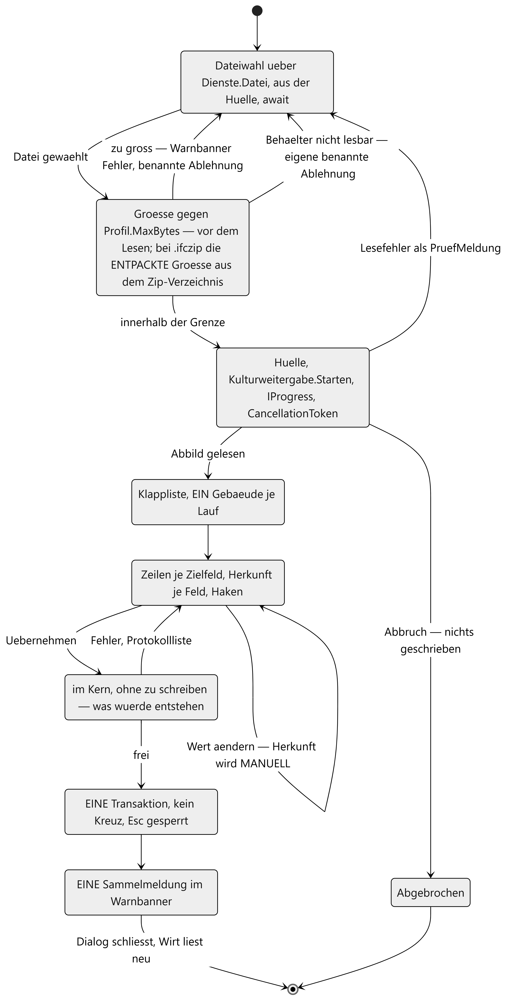 Dateiwahl ueber
Dienste.Datei, aus der
Huelle, await
Datei gewaehlt
zu gross — Warnbanner
Fehler, benannte Ablehnung
Behaelter nicht lesbar —
eigene benannte
Ablehnung
Groesse gegen
Profil.MaxBytes — vor dem
Lesen; bei .ifczip die
ENTPACKTE Groesse aus
dem Zip-Verzeichnis
Lesefehler als PruefMeldung
innerhalb der Grenze
Huelle,
Kulturweitergabe.Starten,
IProgress,
CancellationToken
Abbild gelesen
Klappliste, EIN Gebaeude je
Lauf
Zeilen je Zielfeld, Herkunft
je Feld, Haken
Uebernehmen
Fehler, Protokollliste
Abbruch — nichts
geschrieben
im Kern, ohne zu schreiben
— was wuerde entstehen
Wert aendern — Herkunft
wird MANUELL
frei
EINE Transaktion, kein
Kreuz, Esc gesperrt
EINE Sammelmeldung im
Warnbanner
Abgebrochen
Dialog schliesst, Wirt liest
neu